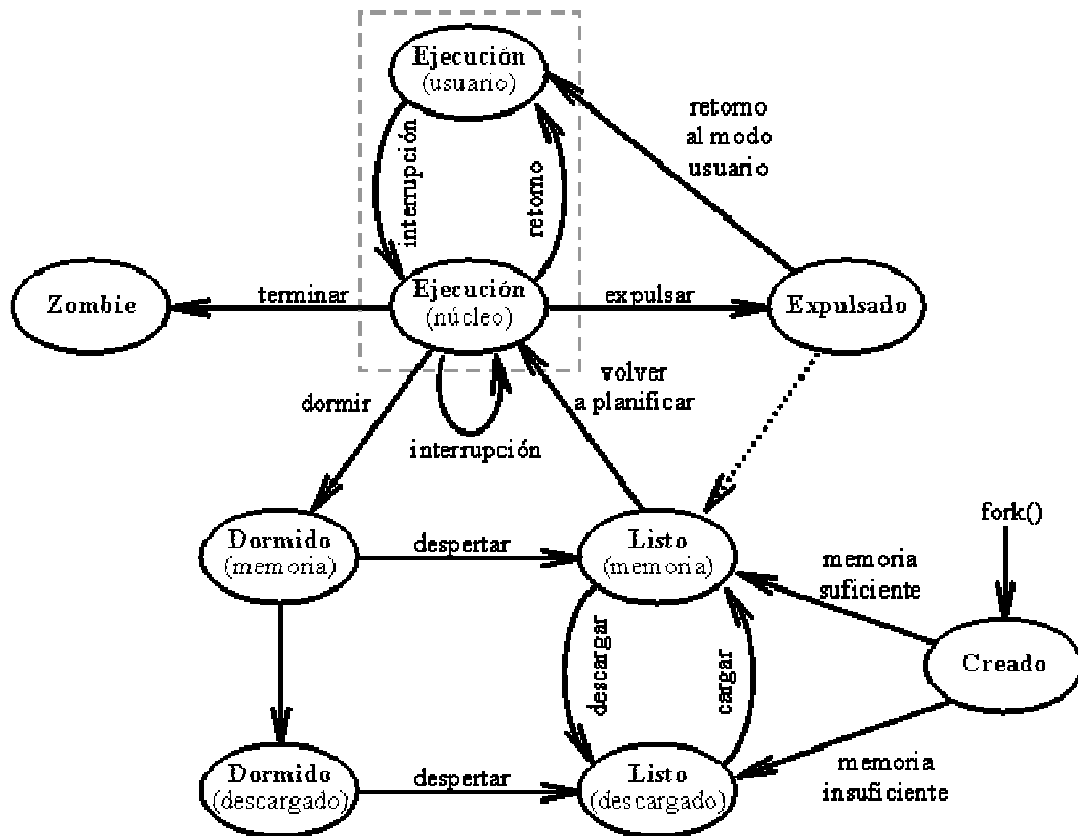 Ejecución
(usuario)
retorno
al modo
usuario
interrupción
retorno
Zombie
terminar
Ejecución
(núcleo)
expulsar
Expulsado
dormir
volver
a planificar
interrupción
fork()
Dormido
(memoria)
despertar
Listo
(memoria)
memoria
suficiente
descargar
cargar
Creado
Dormido
(descargado)
despertar
Listo
(descargado)
memoria
insuficiente